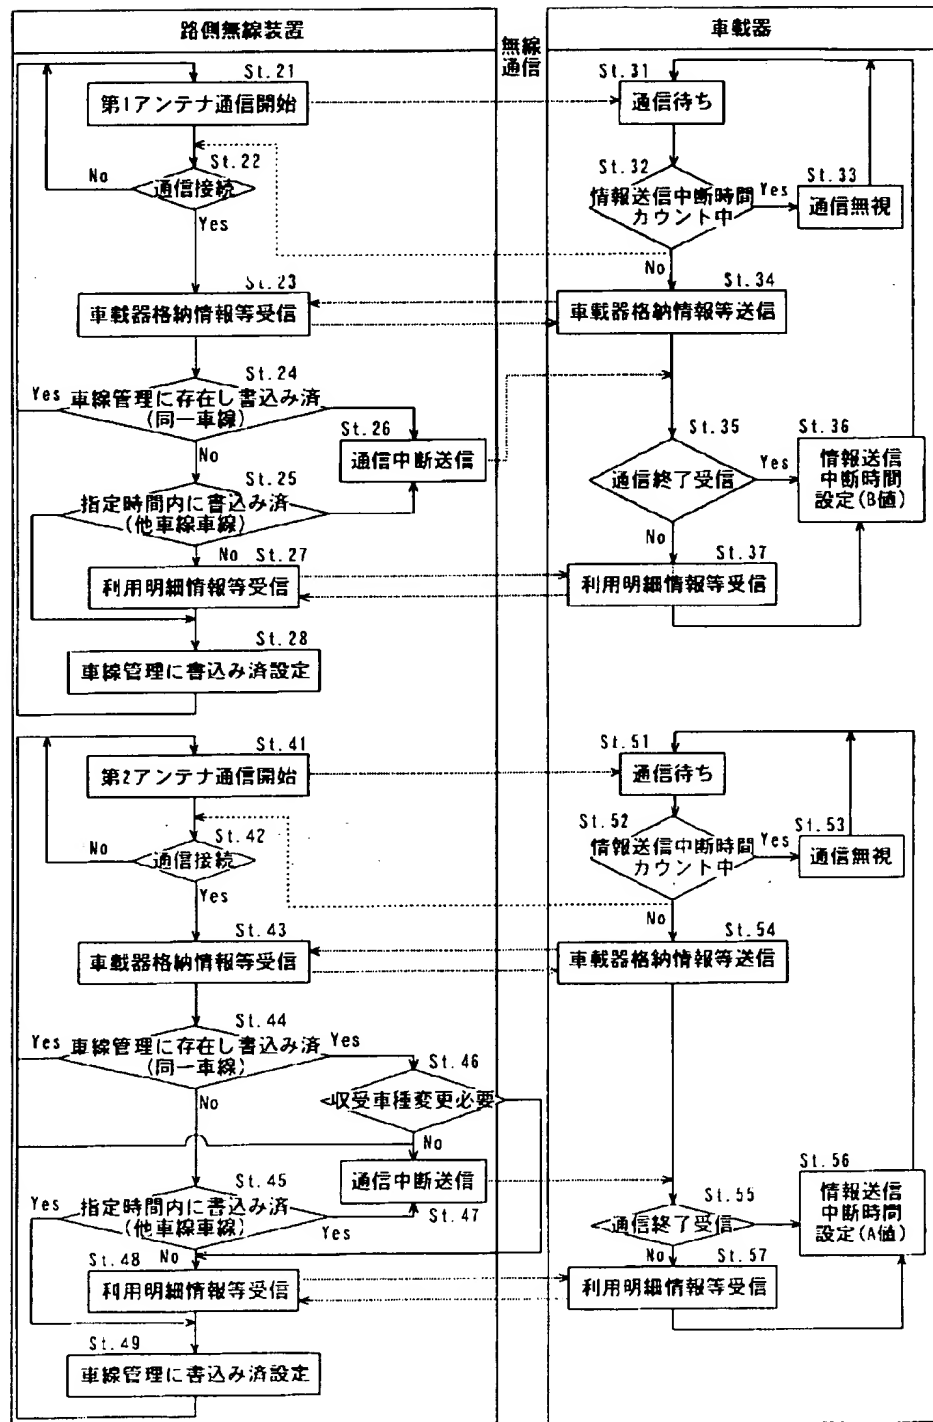 路側無線装置
無線
通信
車載器
St.21
第1アンテナ通信開始
St.22
通信接続
No
Yes
St.23
車載器格納情報等受信
St.24
Yes
車線管理に存在し書込み済
(同一車線)
No
St.26
通信中断送信
St.25
指定時間内に書込み済
(他車線車線)
No
St.27
利用明細情報等受信
St.28
車線管理に書込み済設定
St.31
通信待ち
St.32
情報送信中断時間
カウント中
Yes
St.33
通信無視
No
St.34
車載器格納情報等送信
St.35
通信終了受信
Yes
St.36
情報送信
中断時間
設定(B値)
No
St.37
利用明細情報等受信
St.41
第2アンテナ通信開始
St.42
通信接続
No
Yes
St.43
車載器格納情報等受信
St.44
Yes
車線管理に存在し書込み済
(同一車線)
Yes
No
St.46
収受車種変更必要
No
通信中断送信
St.47
St.45
Yes
指定時間内に書込み済
(他車線車線)
Yes
No
St.48
利用明細情報等受信
St.49
車線管理に書込み済設定
St.51
通信待ち
St.52
情報送信中断時間
カウント中
Yes
St.53
通信無視
No
St.54
車載器格納情報等送信
St.55
通信終了受信
St.56
情報送信
中断時間
設定(A値)
No
St.57
利用明細情報等受信